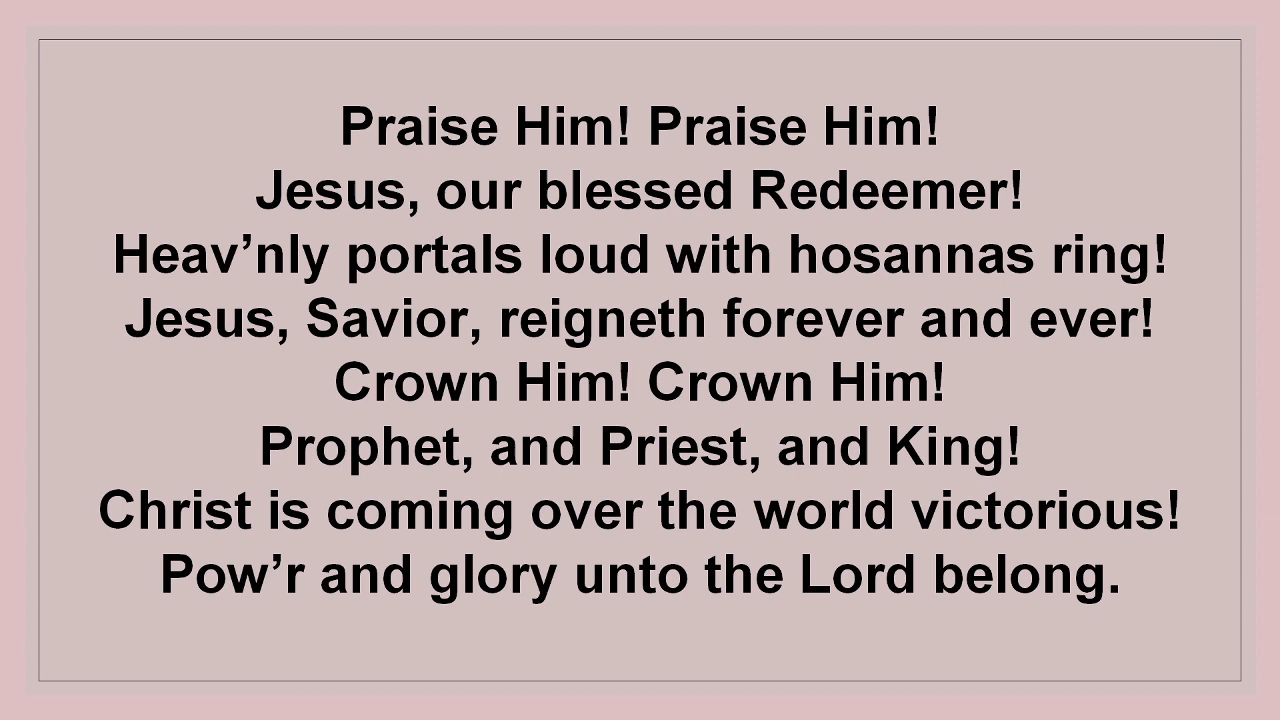 Praise Him! Praise Him!
Jesus, our blessed Redeemer!
Heav’nly portals loud with hosannas ring!
Jesus, Savior, reigneth forever and ever!
Crown Him! Crown Him!
Prophet, and Priest, and King!
Christ is coming over the world victorious!
Pow’r and glory unto the Lord belong.